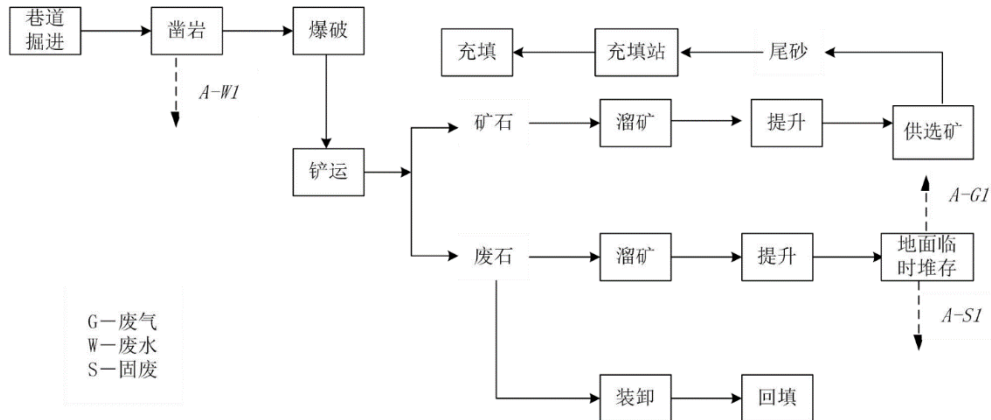 巷道
掘进
凿岩
爆破
A-W1
充填
充填站
尾砂
矿石
溜矿
提升
供选矿
铲运
A-G1
废石
溜矿
提升
地面临
时堆存
A-S1
G—废气
W—废水
S—固废
装卸
回填